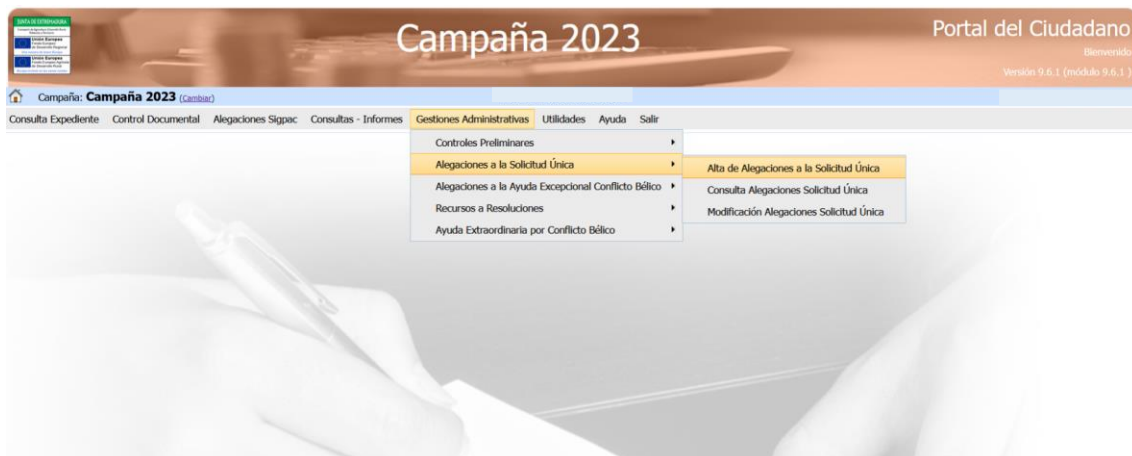 JUNTA DE EXTREMADURA
Campaña 2023
Portal del Ciudadano
Bienvenido
Versión 9.6.1 (módulo 9.6.1 )
Unión Europea
Unión Europea
Campaña: Campaña 2023 (Cambiar)
Consulta Expediente Control Documental Alegaciones Sigpac Consultas - Informes Gestiones Administrativas Utilidades Ayuda Salir
Controles Preliminares
Alegaciones a la Solicitud Única
Alegaciones a la Ayuda Excepcional Conflicto Bélico
Recursos a Resoluciones
Ayuda Extraordinaria por Conflicto Bélico
Alta de Alegaciones a la Solicitud Única
Consulta Alegaciones Solicitud Única
Modificación Alegaciones Solicitud Única